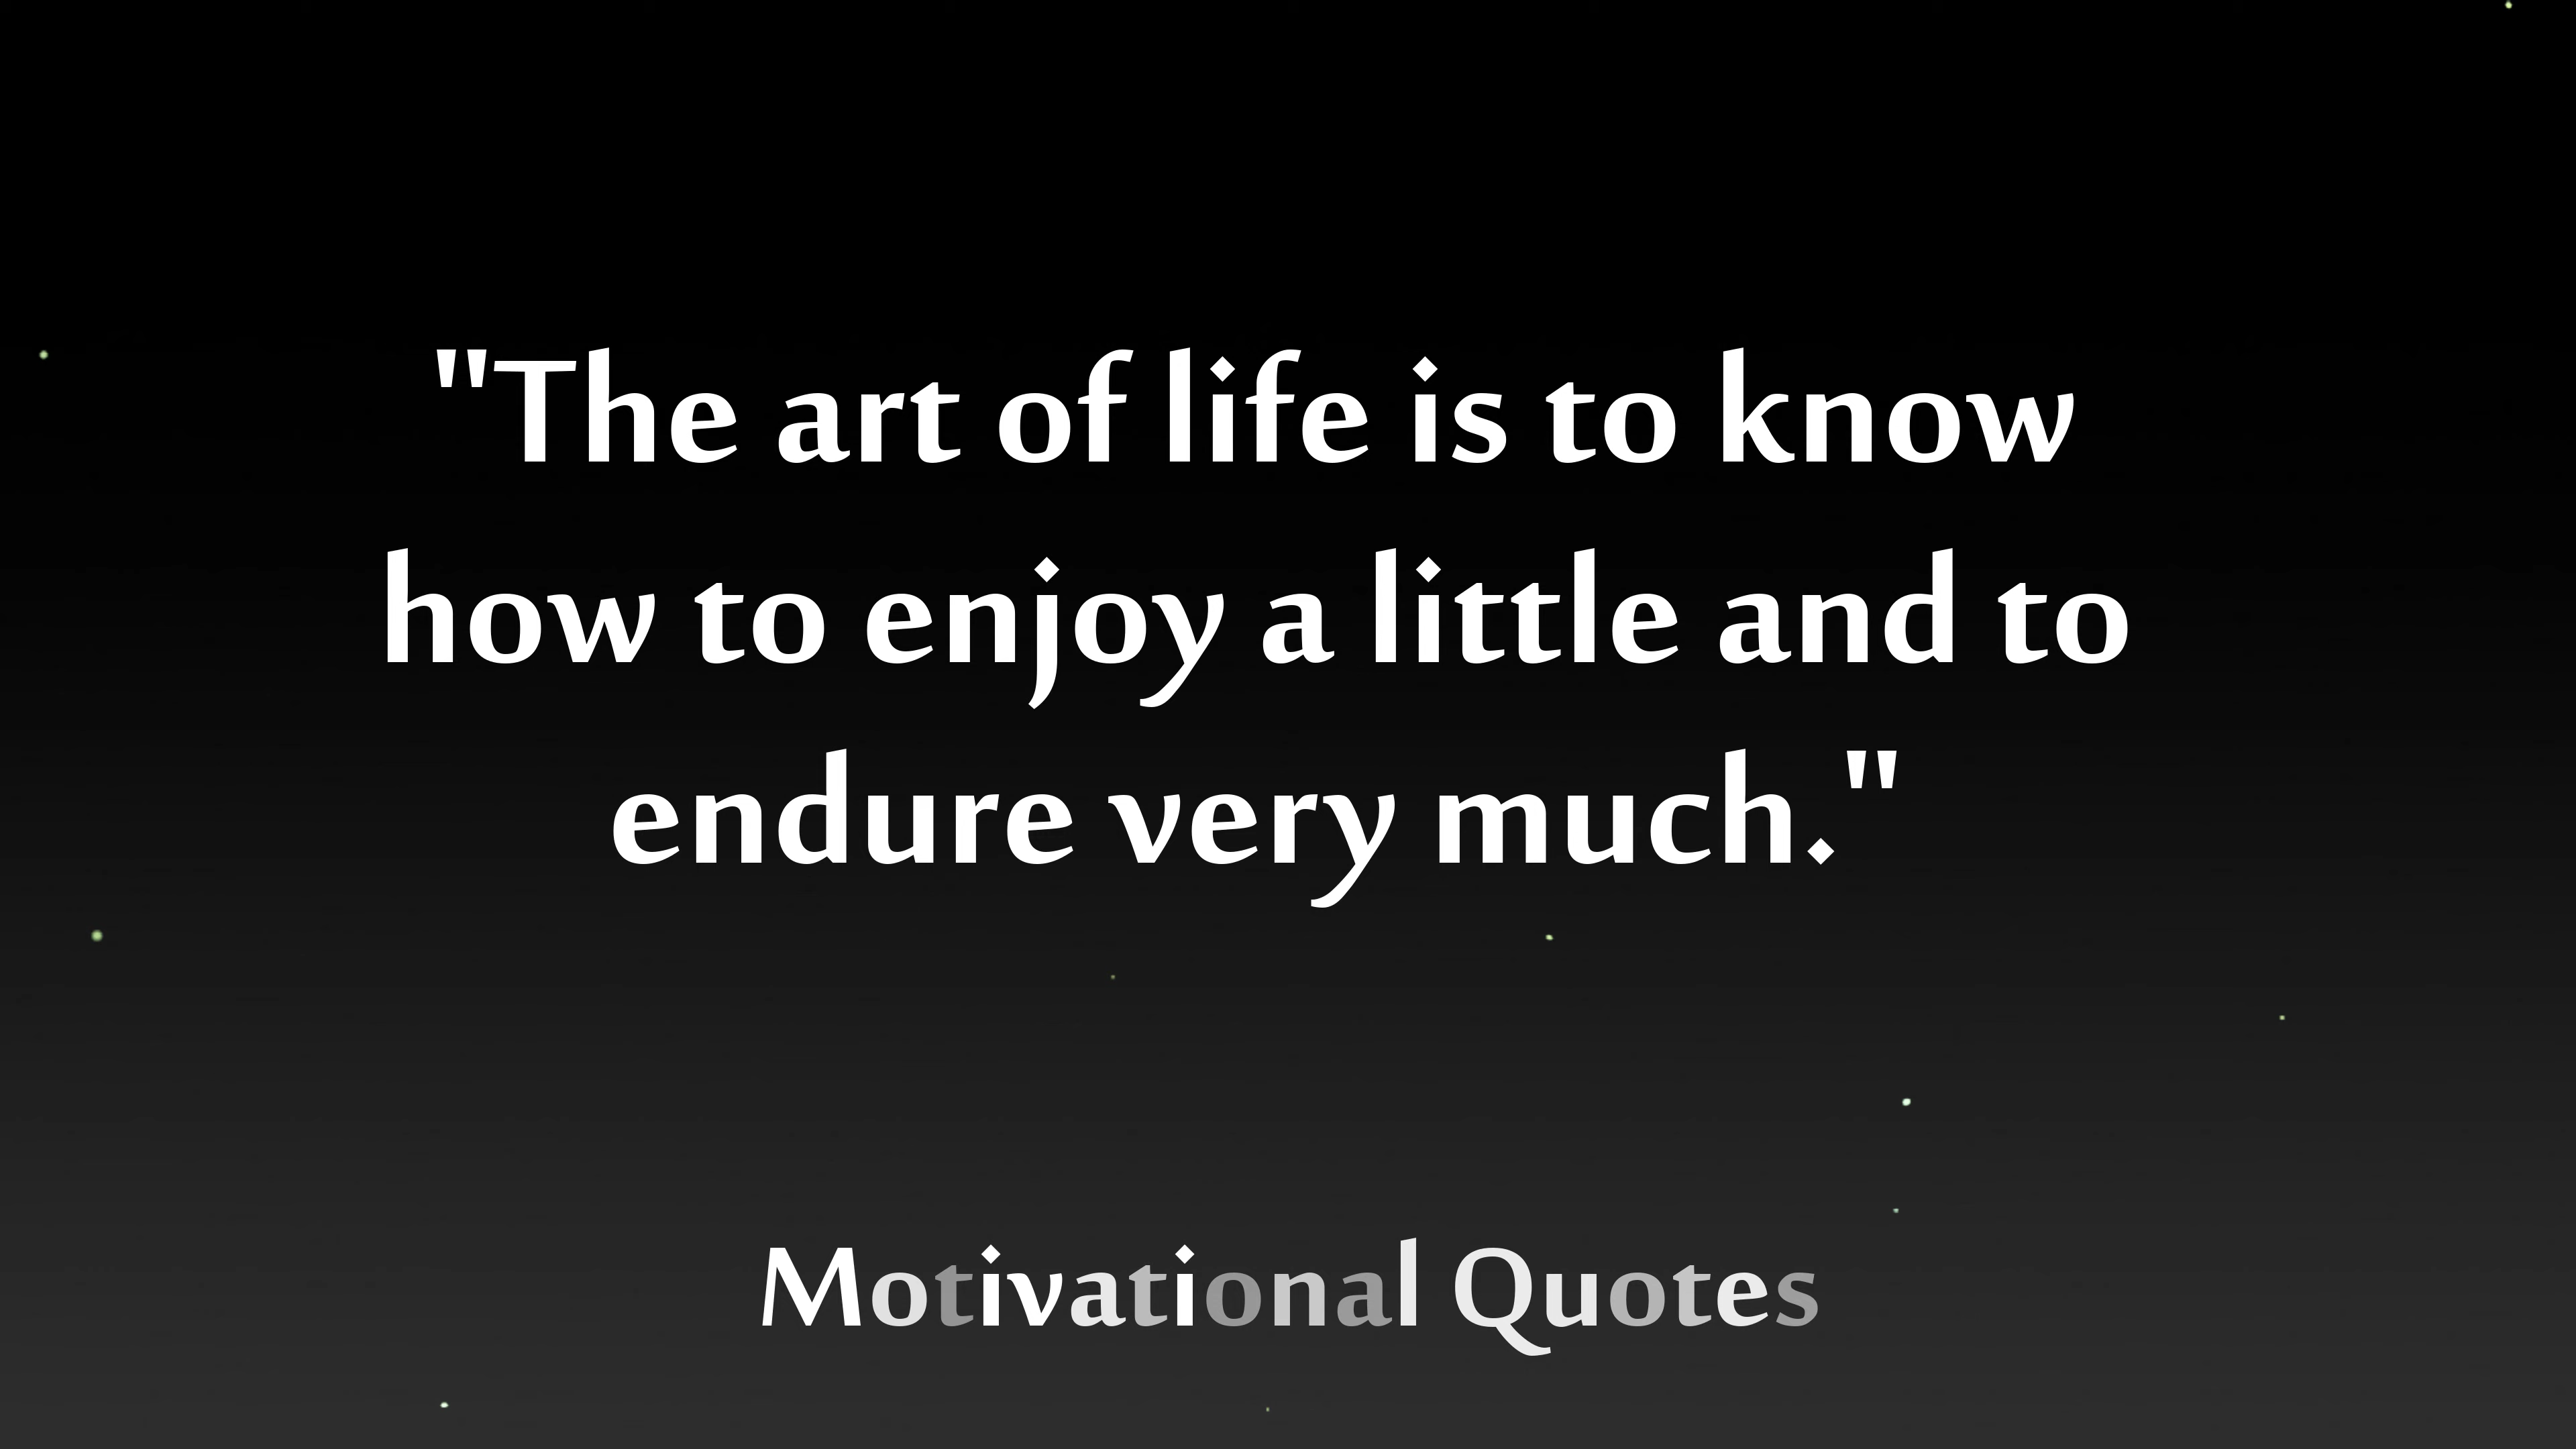 "The art of life is to know
how to enjoy a little and to
endure very much."
Motivational Quotes